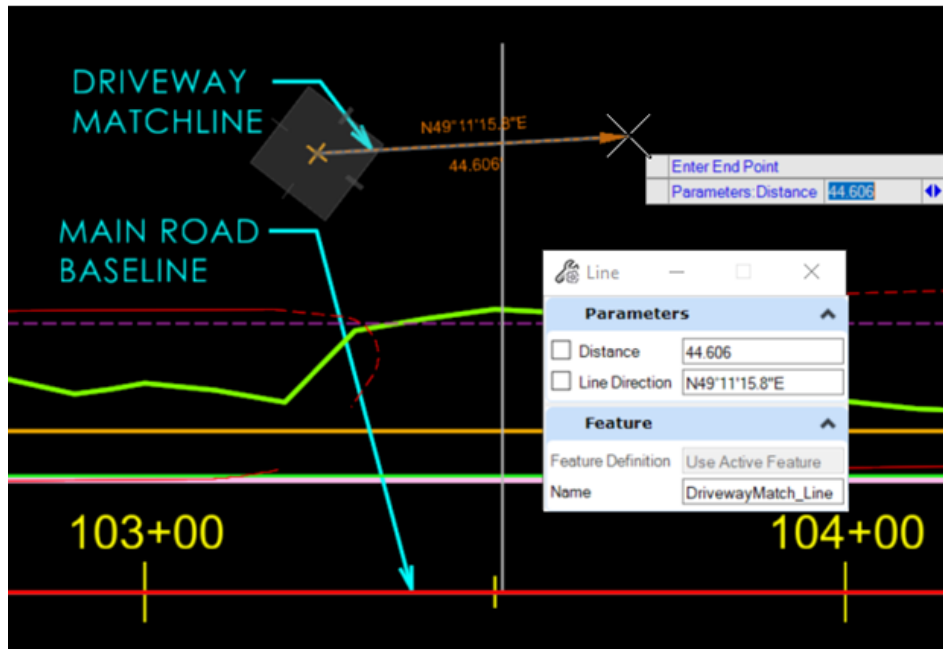 DRIVEWAY
MATCHLINE
N49°11'15.8"E
44.606'
Enter End Point
Parameters:Distance 44.606
MAIN ROAD
BASELINE
Line
Parameters
Distance 44.606
Line Direction N49°11'15.8"E
Feature
Feature Definition Use Active Feature
Name DrivewayMatch_Line
103+00
104+00